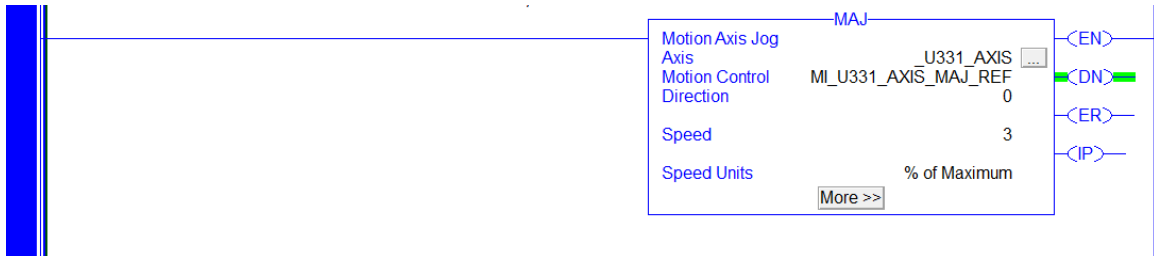 MAJ
Motion Axis Jog
Axis _U331_AXIS ...
Motion Control MI_U331_AXIS_MAJ_REF
Direction 0
Speed 3
Speed Units % of Maximum
More >>
EN
DN
ER
IP